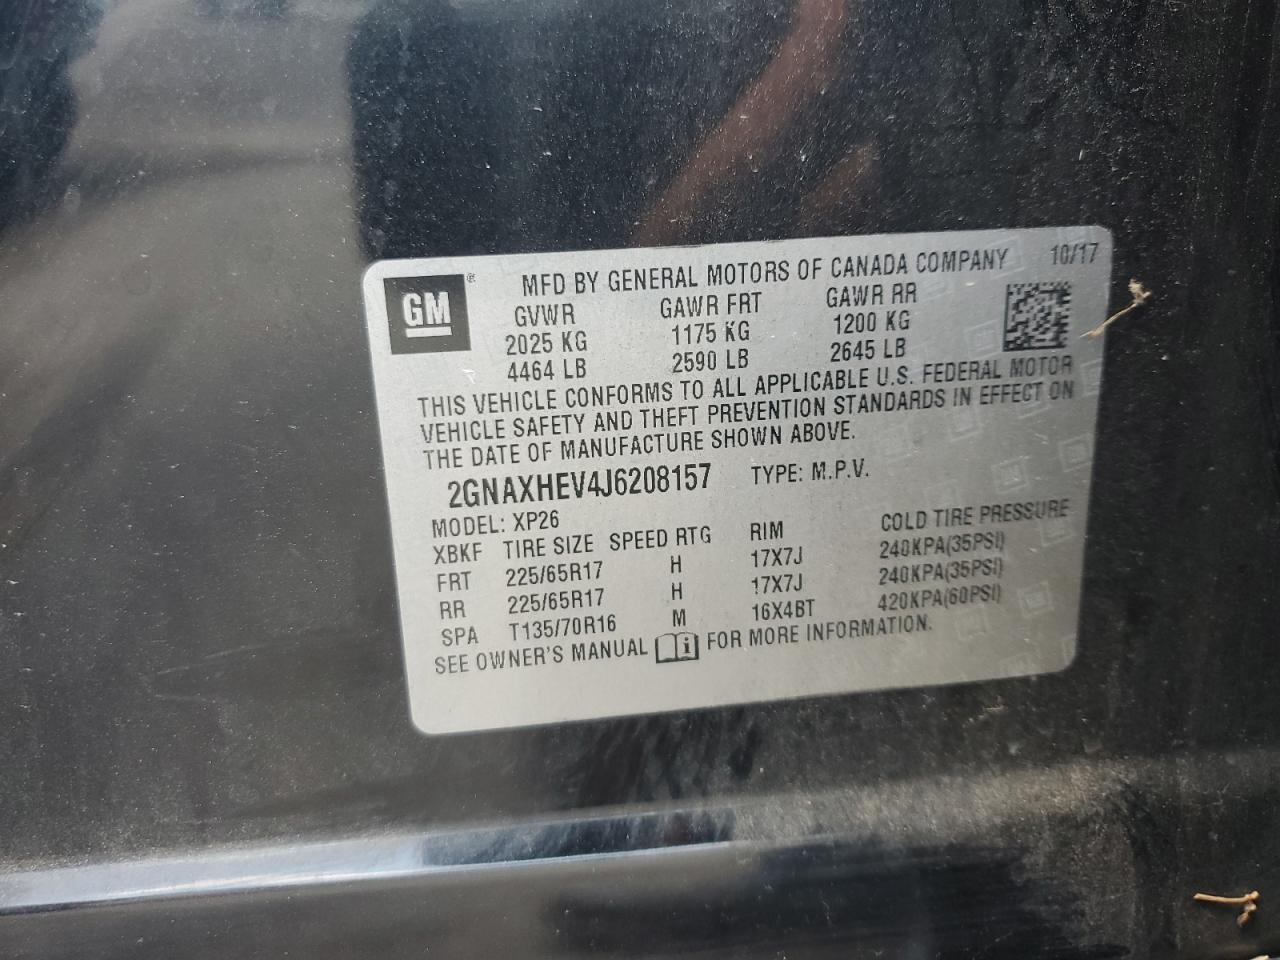 GM ® MFD BY GENERAL MOTORS OF CANADA COMPANY 10/17
GVWR GAWR FRT GAWR RR
2025 KG 1175 KG 1200 KG
4464 LB 2590 LB 2645 LB
THIS VEHICLE CONFORMS TO ALL APPLICABLE U.S. FEDERAL MOTOR
VEHICLE SAFETY AND THEFT PREVENTION STANDARDS IN EFFECT ON
THE DATE OF MANUFACTURE SHOWN ABOVE.
2GNAXHEV4J6208157 TYPE: M.P.V.
MODEL: XP26
XBKF TIRE SIZE SPEED RTG RIM COLD TIRE PRESSURE
FRT 225/65R17 H 17X7J 240KPA(35PSI)
RR 225/65R17 H 17X7J 240KPA(35PSI)
SPA T135/70R16 M 16X4BT 420KPA(60PSI)
SEE OWNER'S MANUAL FOR MORE INFORMATION.